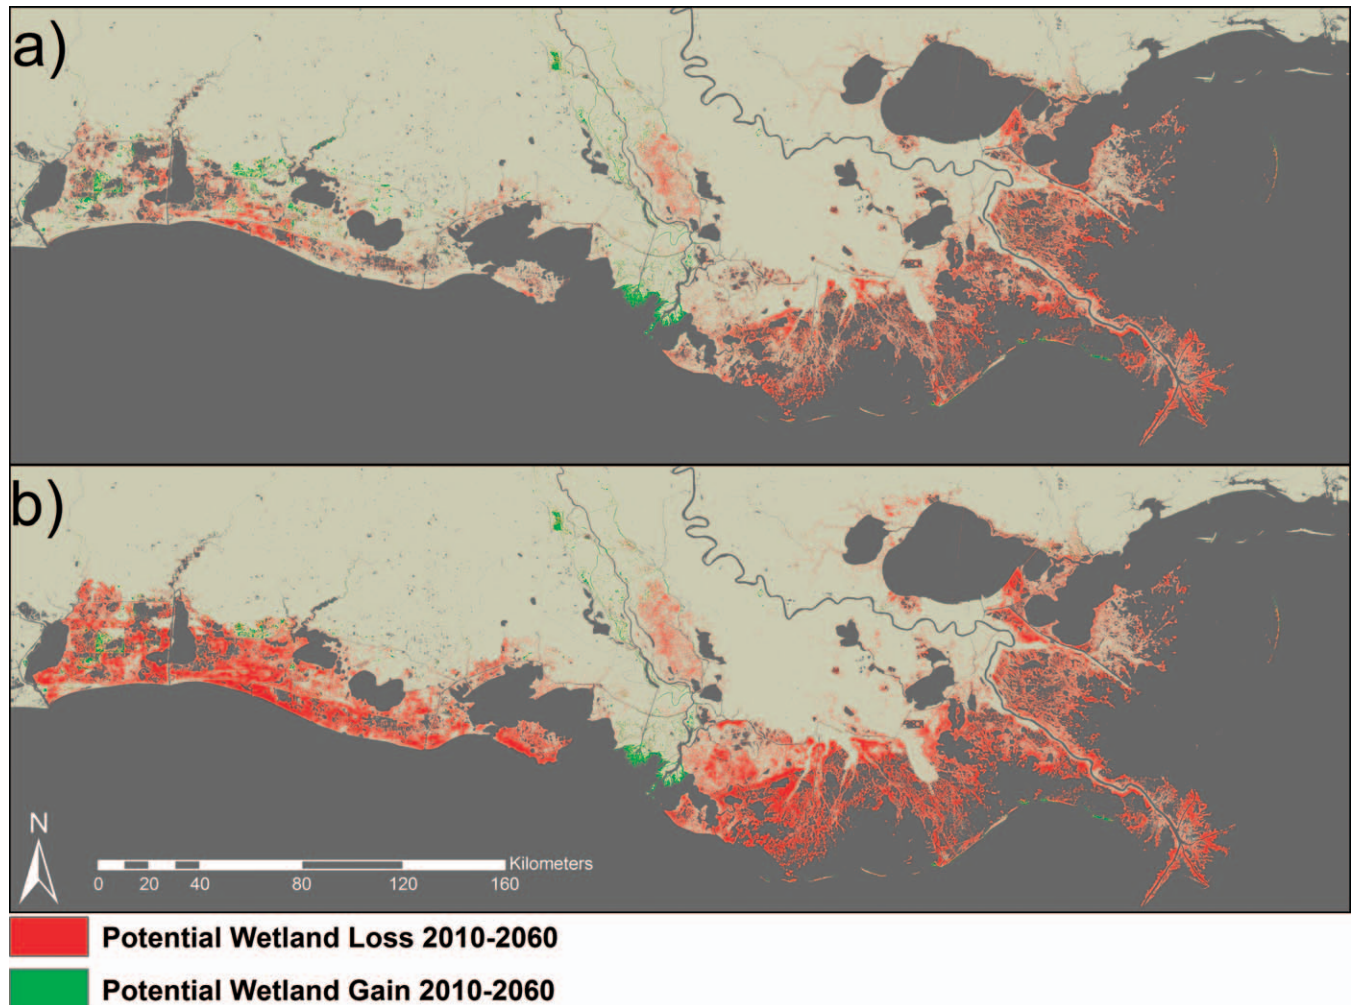 a)
b)
N
Kilometers
0 20 40 80 120 160
Potential Wetland Loss 2010-2060
Potential Wetland Gain 2010-2060